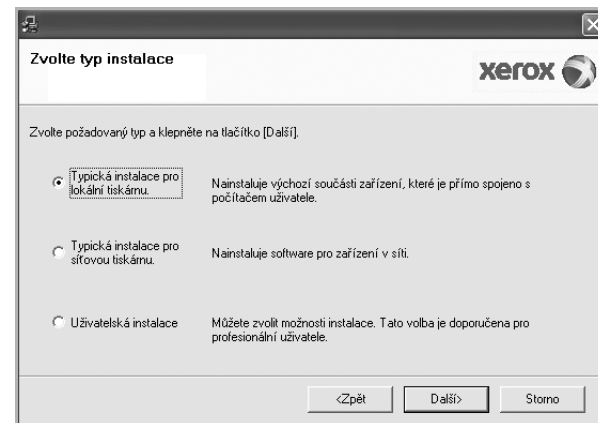 Zvolte typ instalace
xerox
Zvolte požadovaný typ a klepněte na tlačítko [Další].
Typická instalace pro
lokální tiskárnu.
Nainstaluje výchozí součásti zařízení, které je přímo spojeno s
počítačem uživatele.
Typická instalace pro
síťovou tiskárnu.
Nainstaluje software pro zařízení v síti.
Uživatelská instalace
Můžete zvolit možnosti instalace. Tato volba je doporučena pro
profesionální uživatele.
<Zpět
Další>
Storno